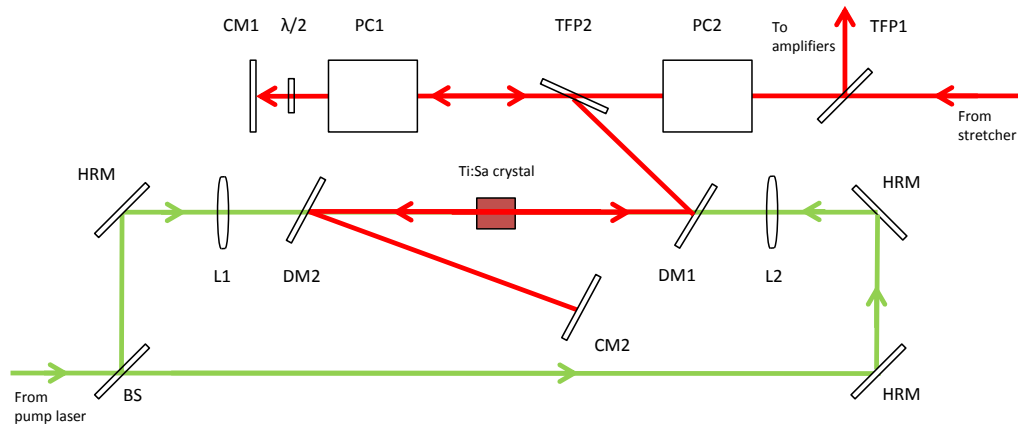 CM1
λ/2
PC1
TFP2
PC2
To
amplifiers
TFP1
From
stretcher
HRM
Ti:Sa crystal
HRM
L1
DM2
DM1
L2
CM2
BS
HRM
From
pump laser